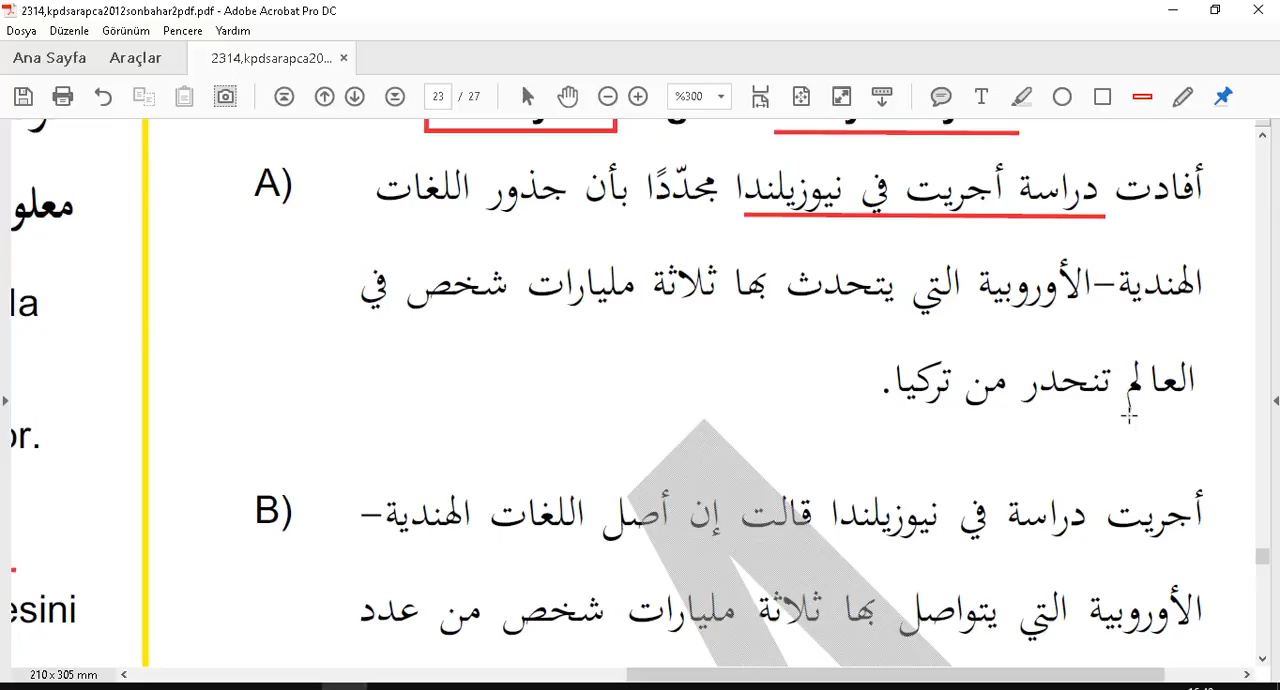 2314,kpdsarapca2012sonbahar2pdf.pdf - Adobe Acrobat Pro DC
Dosya Düzenle Görünüm Pencere Yardım
Ana Sayfa Araçlar 2314,kpdsarapca20... ×
23 / 27 %300
A) أفادت دراسة أجريت في نيوزيلندا مجدّدًا بأن جذور اللغات
الهندية-الأوروبية التي يتحدث بها ثلاثة مليارات شخص في
العالم تنحدر من تركيا.
B) أجريت دراسة في نيوزيلندا قالت إن أصل اللغات الهندية-
الأوروبية التي يتواصل بها ثلاثة مليارات شخص من عدد
معلو
la
or.
esini
210 x 305 mm